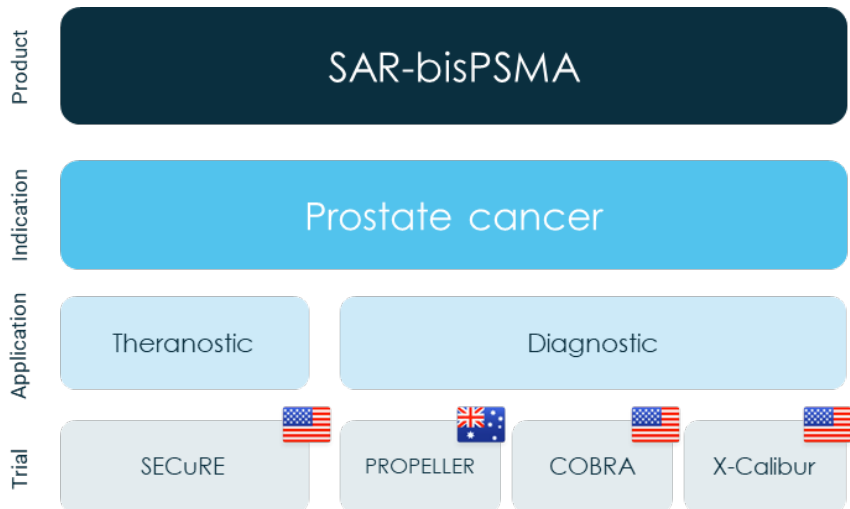 Product
SAR-bisPSMA
Indication
Prostate cancer
Application
Theranostic
Diagnostic
Trial
SECuRE
PROPELLER
COBRA
X-Calibur